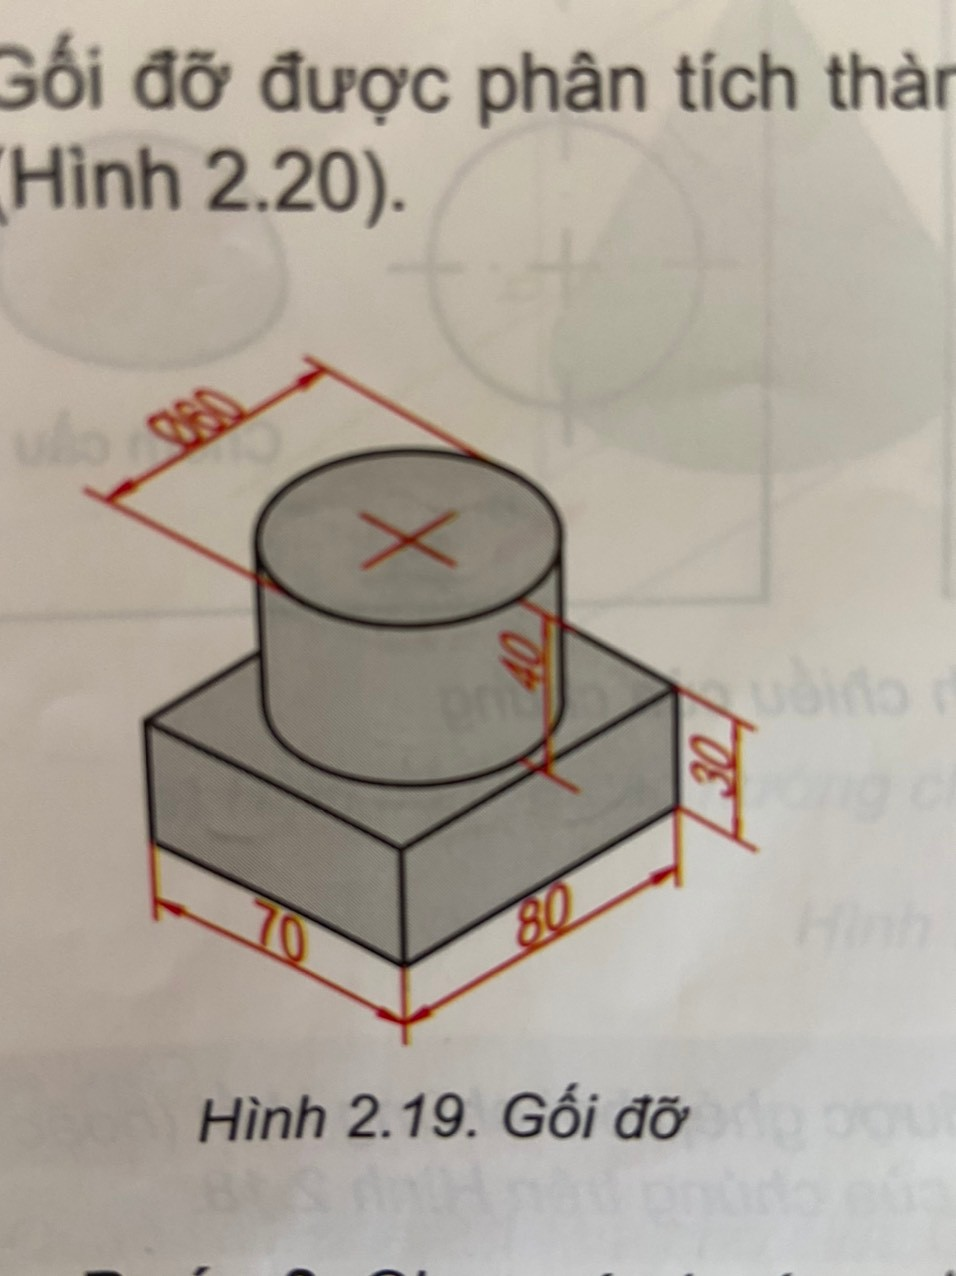 Gối đỡ được phân tích thàn
(Hình 2.20).
Ø60
40
30
70
80
Hình 2.19. Gối đỡ